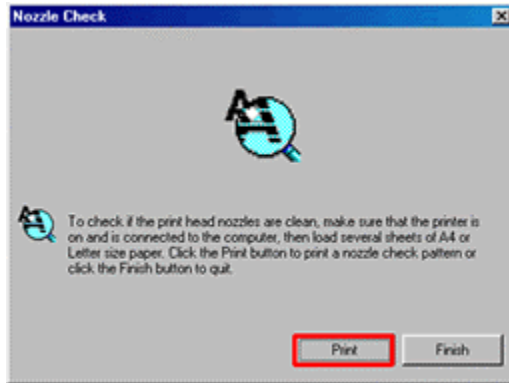 Nozzle Check
To check if the print head nozzles are clean, make sure that the printer is
on and is connected to the computer, then load several sheets of A4 or
Letter size paper. Click the Print button to print a nozzle check pattern or
click the Finish button to quit.
Print Finish